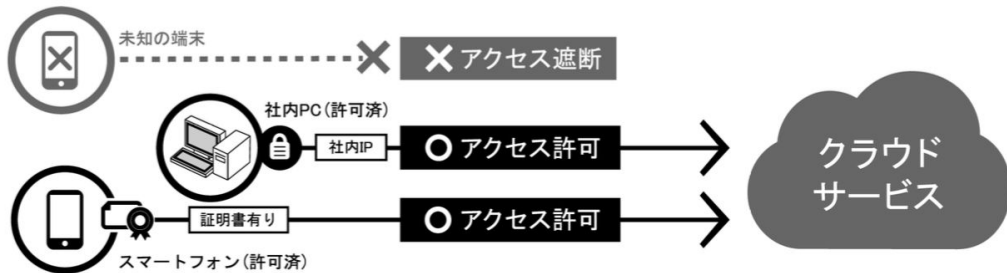 未知の端末
アクセス遮断
社内PC(許可済)
社内IP
アクセス許可
証明書有り
アクセス許可
スマートフォン(許可済)
クラウド
サービス